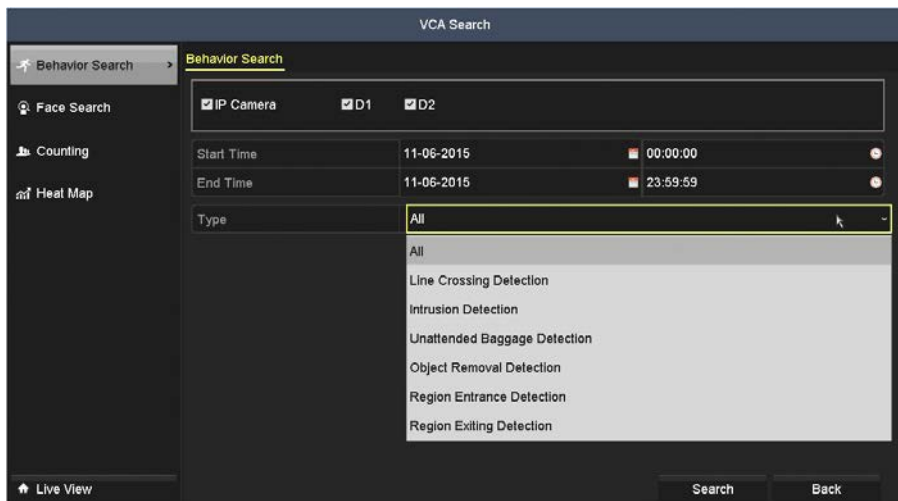 VCA Search
Behavior Search
Face Search
Counting
Heat Map
Live View
Behavior Search
IP Camera D1 D2
Start Time 11-06-2015 00:00:00
End Time 11-06-2015 23:59:59
Type All
All
Line Crossing Detection
Intrusion Detection
Unattended Baggage Detection
Object Removal Detection
Region Entrance Detection
Region Exiting Detection
Search Back